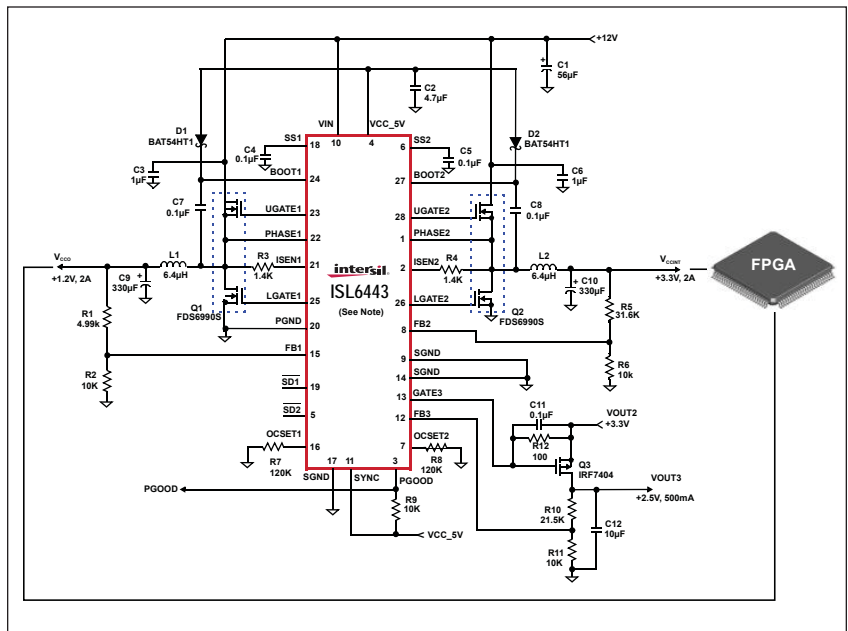 +12V
C1
56µF
C2
4.7µF
VIN
VCC_5V
D1
BAT54HT1
D2
BAT54HT1
C4
0.1µF
SS1
18
10
4
6
SS2
C5
0.1µF
C3
1µF
BOOT1
24
27
BOOT2
C6
1µF
C7
0.1µF
C8
0.1µF
UGATE1
23
28
UGATE2
PHASE1
22
1
PHASE2
VCCO
+1.2V, 2A
L1
6.4µH
R3
1.4K
ISEN1
21
intersil®
ISL6443
(See Note)
2
ISEN2
R4
1.4K
L2
6.4µH
VCCINT
+3.3V, 2A
FPGA
C9
330µF
+
C10
330µF
Q1
FDS6990S
LGATE1
25
26
LGATE2
Q2
FDS6990S
R5
31.6K
R1
4.99k
PGND
20
8
FB2
FB1
15
9
SGND
R6
10k
R2
10K
14
SGND
SD1
19
13
GATE3
SD2
5
12
FB3
C11
0.1µF
VOUT2
+3.3V
R12
100
OCSET1
16
7
OCSET2
R7
120K
R8
120K
Q3
IRF7404
17
11
3
SGND
SYNC
PGOOD
VOUT3
+2.5V, 500mA
PGOOD
R9
10K
R10
21.5K
C12
10µF
VCC_5V
R11
10K